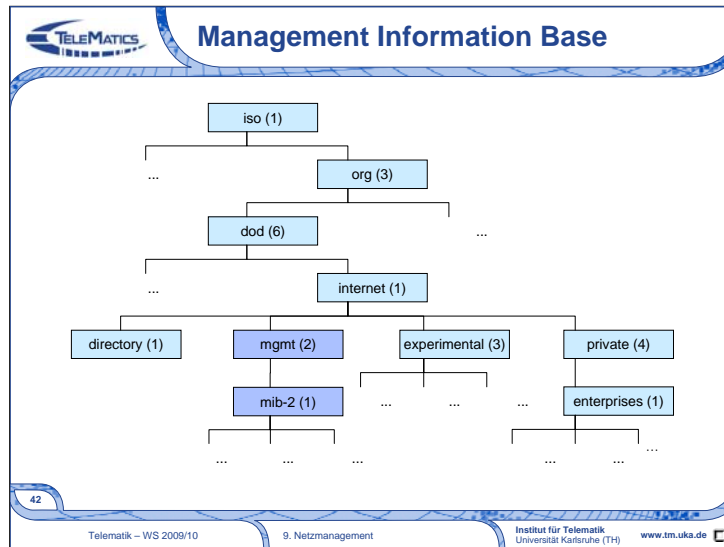 TELEMATICS
Management Information Base
iso (1)
...
org (3)
dod (6)
...
...
internet (1)
directory (1)
mgmt (2)
experimental (3)
private (4)
mib-2 (1)
...
...
...
enterprises (1)
...
...
...
...
...
...
42
Telematik – WS 2009/10
9. Netzmanagement
Institut für Telematik
Universität Karlsruhe (TH)
www.tm.uka.de